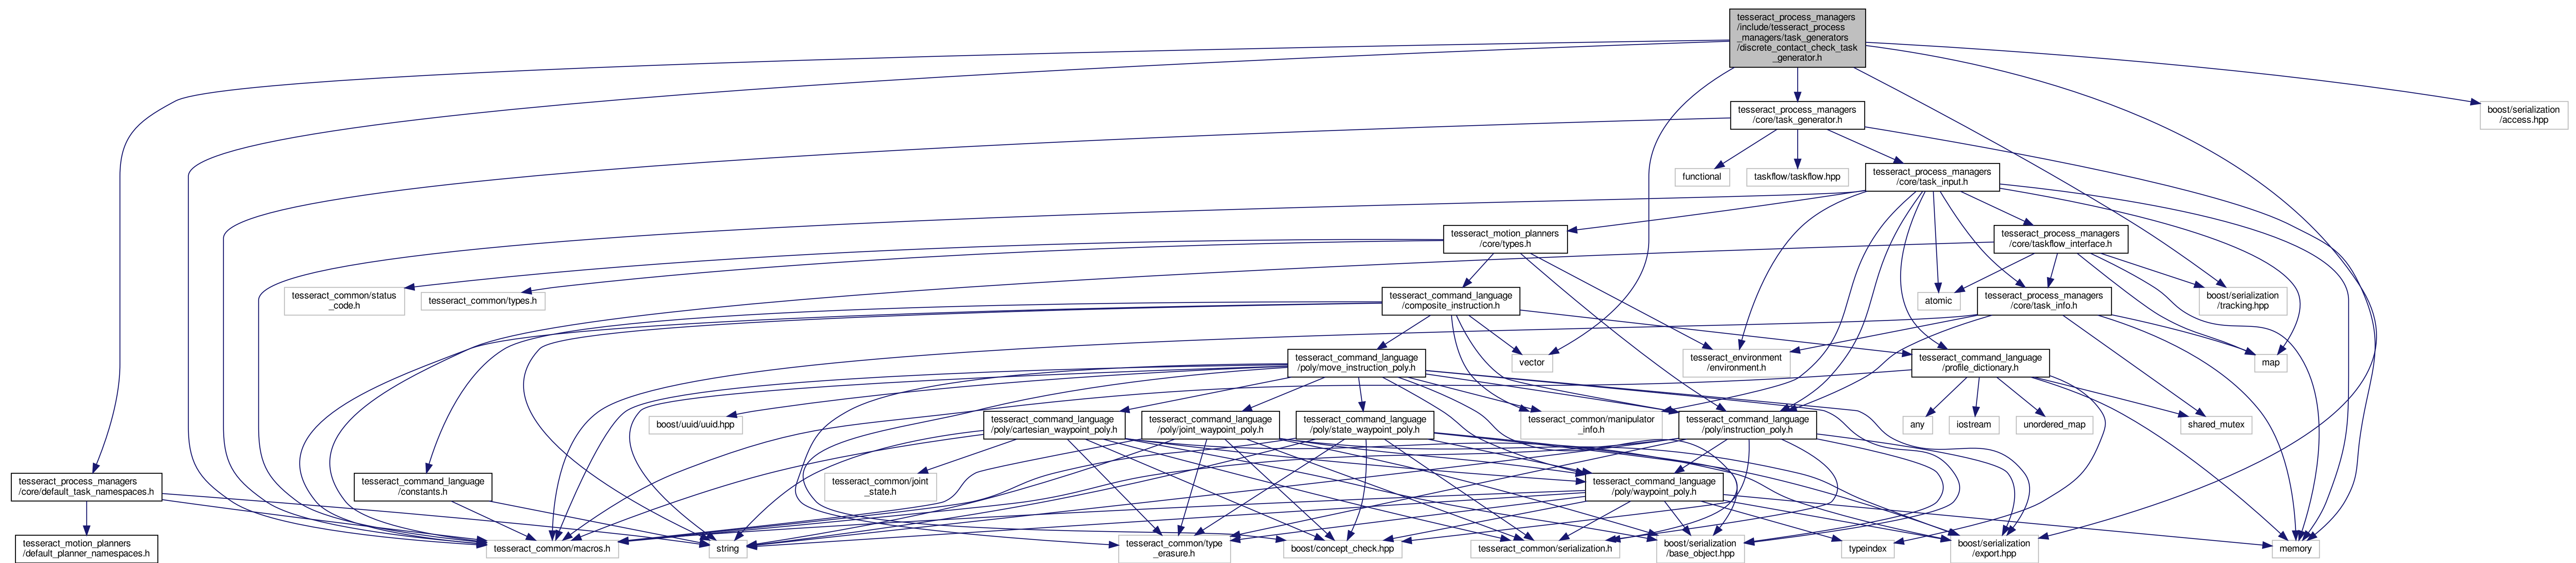 tesseract_process_managers
/include/tesseract_process
_managers/task_generators
/discrete_contact_check_task
_generator.h
tesseract_process_managers
/core/task_generator.h
boost/serialization
/access.hpp
functional
taskflow/taskflow.hpp
tesseract_process_managers
/core/task_input.h
tesseract_motion_planners
/core/types.h
tesseract_process_managers
/core/taskflow_interface.h
tesseract_common/status
_code.h
tesseract_common/types.h
tesseract_command_language
/composite_instruction.h
atomic
tesseract_process_managers
/core/task_info.h
boost/serialization
/tracking.hpp
tesseract_command_language
/poly/move_instruction_poly.h
vector
tesseract_environment
/environment.h
tesseract_command_language
/profile_dictionary.h
map
boost/uuid/uuid.hpp
tesseract_command_language
/poly/cartesian_waypoint_poly.h
tesseract_command_language
/poly/joint_waypoint_poly.h
tesseract_command_language
/poly/state_waypoint_poly.h
tesseract_common/manipulator
_info.h
tesseract_command_language
/poly/instruction_poly.h
any
iostream
unordered_map
shared_mutex
tesseract_process_managers
/core/default_task_namespaces.h
tesseract_command_language
/constants.h
tesseract_common/joint
_state.h
tesseract_command_language
/poly/waypoint_poly.h
tesseract_motion_planners
/default_planner_namespaces.h
tesseract_common/macros.h
string
tesseract_common/type
_erasure.h
boost/concept_check.hpp
tesseract_common/serialization.h
boost/serialization
/base_object.hpp
typeindex
boost/serialization
/export.hpp
memory